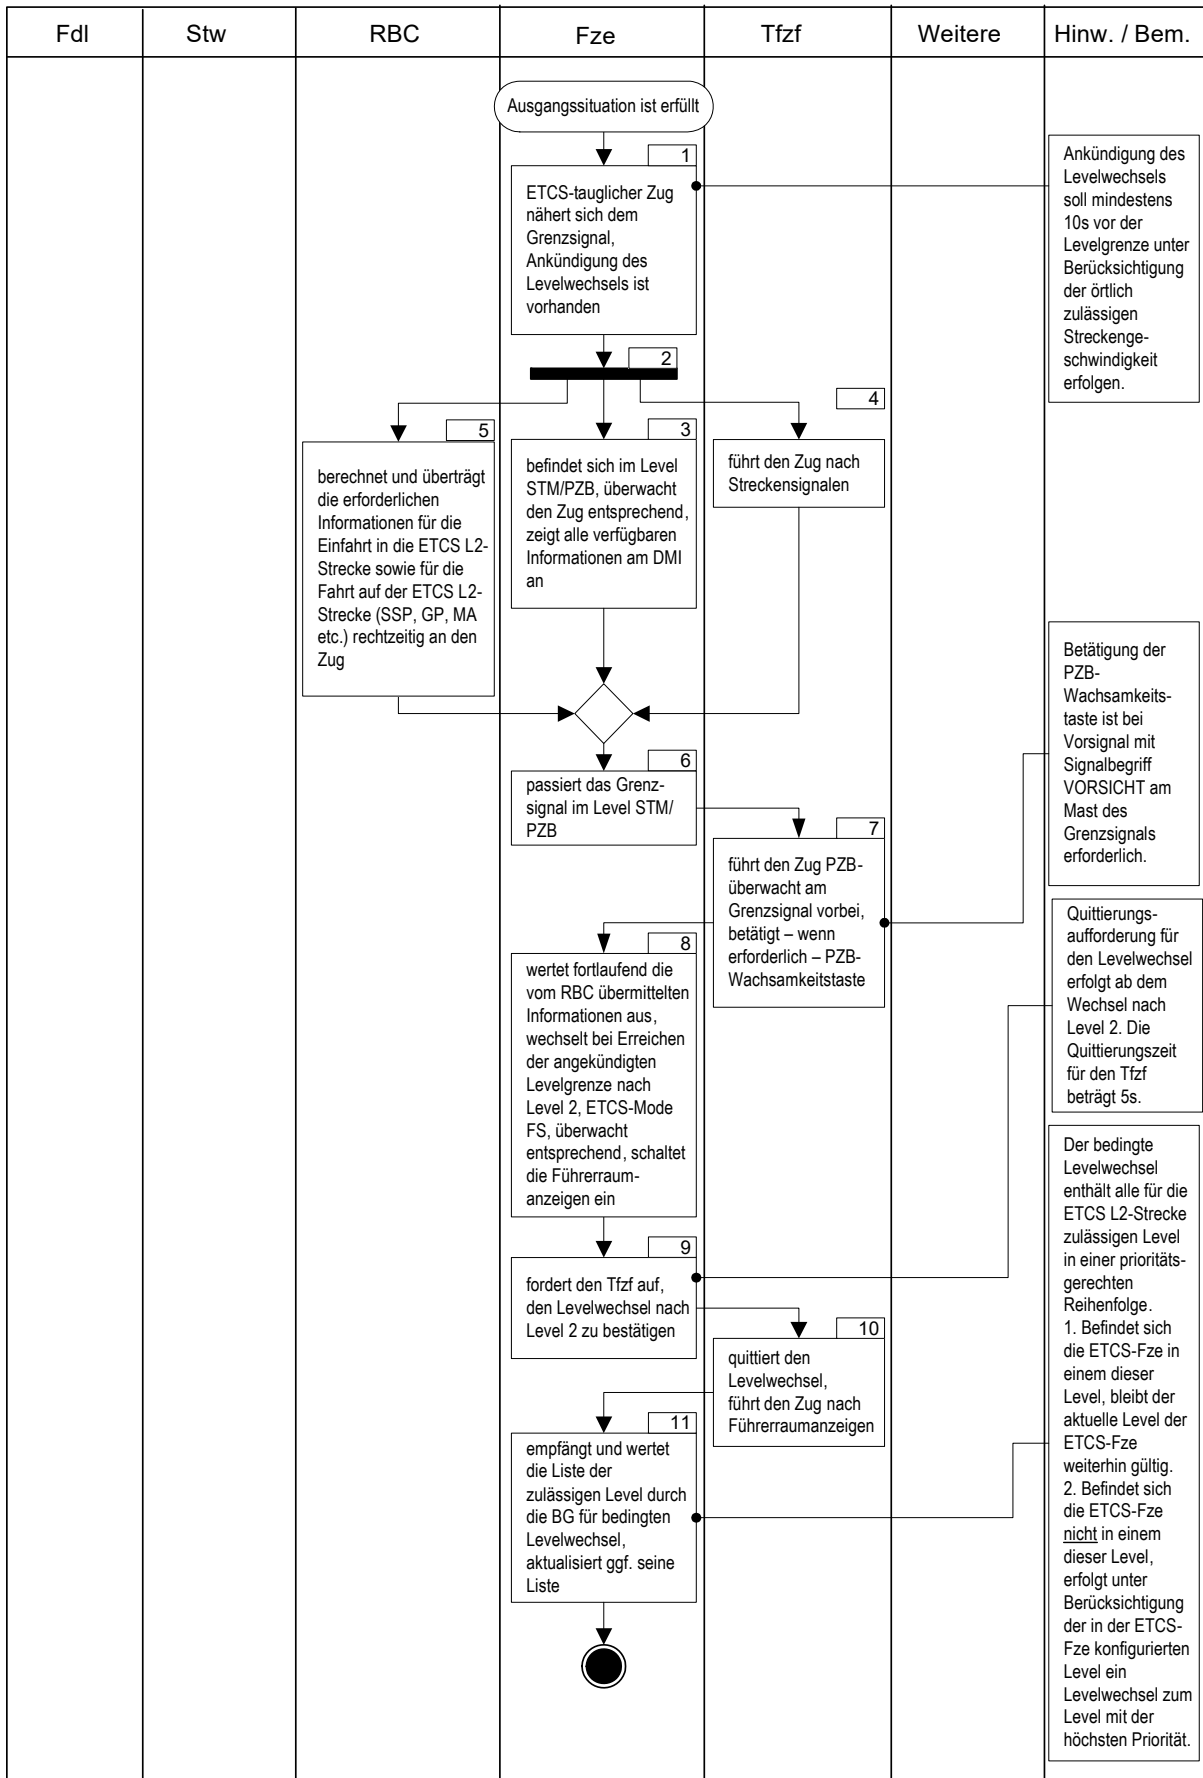 Fdl
Stw
RBC
Fze
Tfzf
Weitere
Hinw. / Bem.
Ausgangssituation ist erfüllt
1
ETCS-tauglicher Zug
nähert sich dem
Grenzsignal,
Ankündigung des
Levelwechsels ist
vorhanden
Ankündigung des
Levelwechsels
soll mindestens
10s vor der
Levelgrenze unter
Berücksichtigung
der örtlich
zulässigen
Streckenge-
schwindigkeit
erfolgen.
2
5
berechnet und überträgt
die erforderlichen
Informationen für die
Einfahrt in die ETCS L2-
Strecke sowie für die
Fahrt auf der ETCS L2-
Strecke (SSP, GP, MA
etc.) rechtzeitig an den
Zug
3
befindet sich im Level
STM/PZB, überwacht
den Zug entsprechend,
zeigt alle verfügbaren
Informationen am DMI
an
4
führt den Zug nach
Streckensignalen
6
passiert das Grenz-
signal im Level STM/
PZB
7
führt den Zug PZB-
überwacht am
Grenzsignal vorbei,
betätigt – wenn
erforderlich – PZB-
Wachsamkeitstaste
Betätigung der
PZB-
Wachsamkeits-
taste ist bei
Vorsignal mit
Signalbegriff
VORSICHT am
Mast des
Grenzsignals
erforderlich.
8
wertet fortlaufend die
vom RBC übermittelten
Informationen aus,
wechselt bei Erreichen
der angekündigten
Levelgrenze nach
Level 2, ETCS-Mode
FS, überwacht
entsprechend, schaltet
die Führerraum-
anzeigen ein
Quittierungs-
aufforderung für
den Levelwechsel
erfolgt ab dem
Wechsel nach
Level 2. Die
Quittierungszeit
für den Tfzf
beträgt 5s.
9
fordert den Tfzf auf,
den Levelwechsel nach
Level 2 zu bestätigen
10
quittiert den
Levelwechsel,
führt den Zug nach
Führerraumanzeigen
11
empfängt und wertet
die Liste der
zulässigen Level durch
die BG für bedingten
Levelwechsel,
aktualisiert ggf. seine
Liste
Der bedingte
Levelwechsel
enthält alle für die
ETCS L2-Strecke
zulässigen Level
in einer prioritäts-
gerechten
Reihenfolge.
1. Befindet sich
die ETCS-Fze in
einem dieser
Level, bleibt der
aktuelle Level der
ETCS-Fze
weiterhin gültig.
2. Befindet sich
die ETCS-Fze
nicht in einem
dieser Level,
erfolgt unter
Berücksichtigung
der in der ETCS-
Fze konfigurierten
Level ein
Levelwechsel zum
Level mit der
höchsten Priorität.